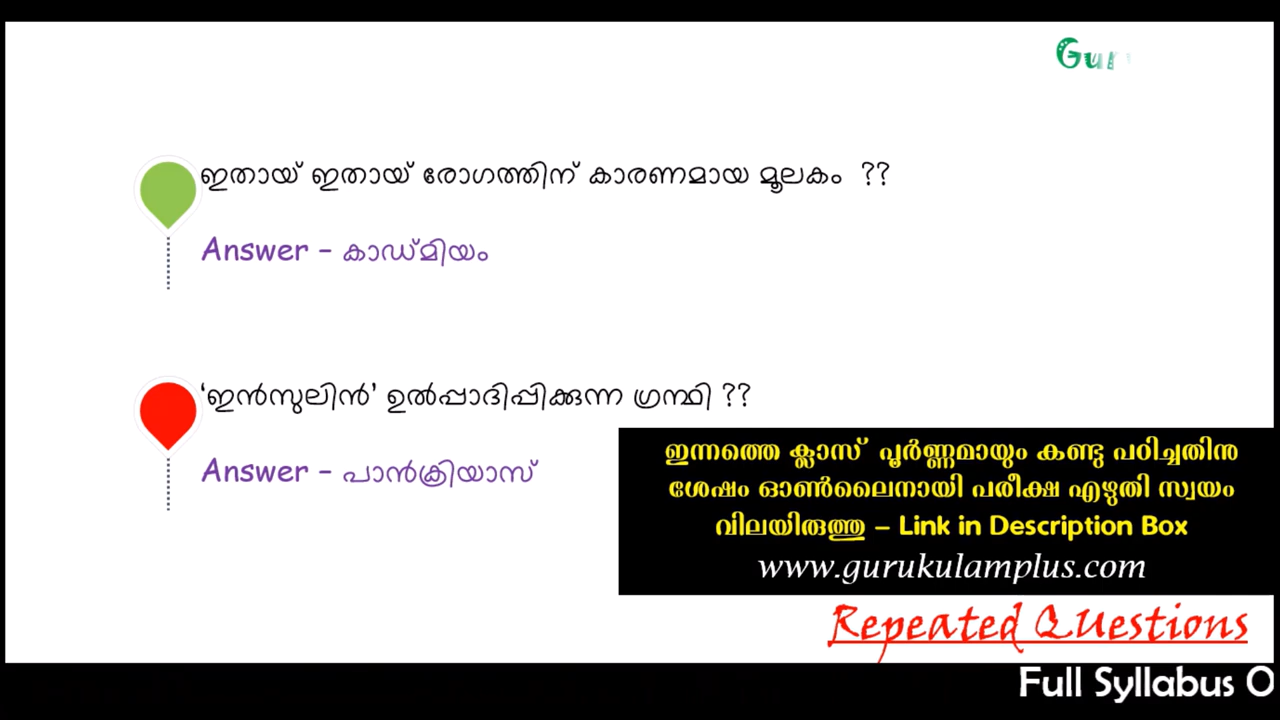 Gur
ഇതായ് ഇതായ് രോഗത്തിന് കാരണമായ മൂലകം ??
Answer – കാഡ്മിയം
‘ഇൻസുലിൻ’ ഉൽപ്പാദിപ്പിക്കുന്ന ഗ്രന്ഥി ??
Answer – പാൻക്രിയാസ്
ഇന്നത്തെ ക്ലാസ് പൂർണ്ണമായും കണ്ടു പഠിച്ചതിനു
ശേഷം ഓൺലൈനായി പരീക്ഷ എഴുതി സ്വയം
വിലയിരുത്തു – Link in Description Box
www.gurukulamplus.com
Repeated QUestions
Full Syllabus O